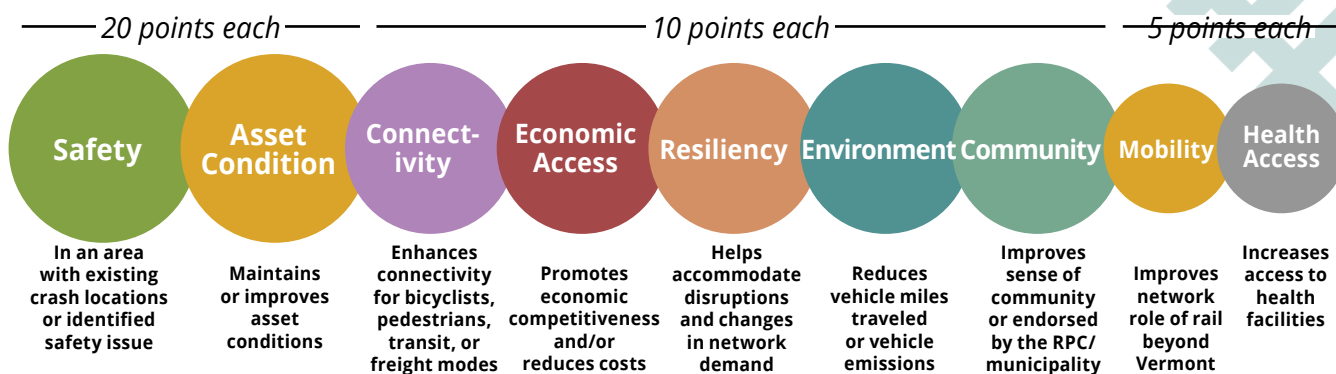 20 points each
10 points each
5 points each
Safety
Asset
Condition
Connect-
ivity
Economic
Access
Resiliency
Environment
Community
Mobility
Health
Access
In an area
with existing
crash locations
or identified
safety issue
Maintains
or improves
asset
conditions
Enhances
connectivity
for bicyclists,
pedestrians,
transit, or
freight modes
Promotes
economic
competitiveness
and/or
reduces costs
Helps
accommodate
disruptions
and changes
in network
demand
Reduces
vehicle miles
traveled
or vehicle
emissions
Improves
sense of
community
or endorsed
by the RPC/
municipality
Improves
network
role of rail
beyond
Vermont
Increases
access to
health
facilities